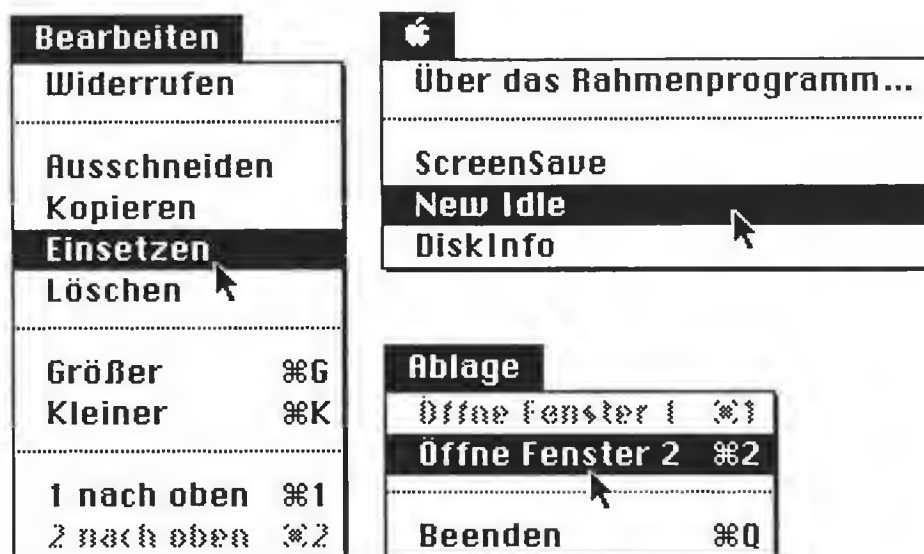 Bearbeiten
Widerrufen
Ausschneiden
Kopieren
Einsetzen
Löschen
Größer ⌘G
Kleiner ⌘K
1 nach oben ⌘1
2 nach oben ⌘2
Über das Rahmenprogramm...
ScreenSave
New Idle
DiskInfo
Ablage
Öffne Fenster 1 ⌘1
Öffne Fenster 2 ⌘2
Beenden ⌘Q